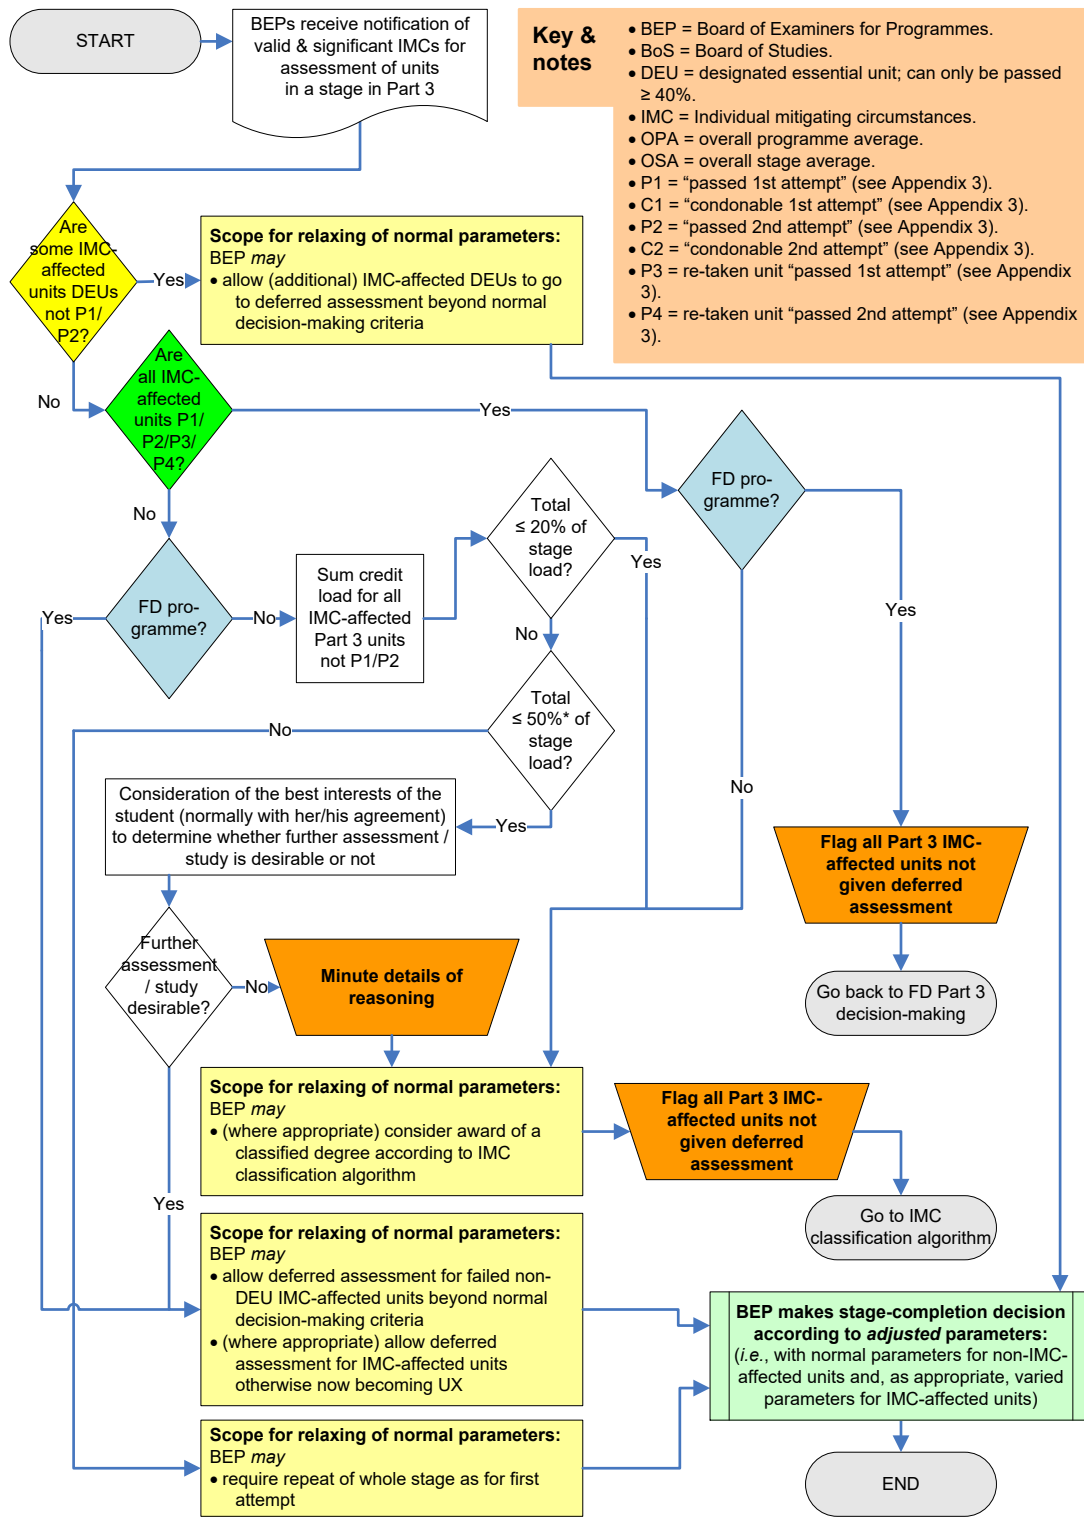 START
BEPs receive notification of
valid & significant IMCs for
assessment of units
in a stage in Part 3
Key &
notes
• BEP = Board of Examiners for Programmes.
• BoS = Board of Studies.
• DEU = designated essential unit; can only be passed
≥ 40%.
• IMC = Individual mitigating circumstances.
• OPA = overall programme average.
• OSA = overall stage average.
• P1 = “passed 1st attempt” (see Appendix 3).
• C1 = “condonable 1st attempt” (see Appendix 3).
• P2 = “passed 2nd attempt” (see Appendix 3).
• C2 = “condonable 2nd attempt” (see Appendix 3).
• P3 = re-taken unit “passed 1st attempt” (see Appendix
3).
• P4 = re-taken unit “passed 2nd attempt” (see Appendix
3).
Are
some IMC-
affected
units DEUs
not P1/
P2?
Yes
Scope for relaxing of normal parameters:
BEP may
• allow (additional) IMC-affected DEUs to go
to deferred assessment beyond normal
decision-making criteria
No
Are
all IMC-
affected
units P1/
P2/P3/
P4?
Yes
No
FD pro-
gramme?
Yes
No
FD pro-
gramme?
Yes
No
Sum credit
load for all
IMC-affected
Part 3 units
not P1/P2
Total
≤ 20% of
stage
load?
Yes
No
Total
≤ 50%* of
stage
load?
No
Yes
Consideration of the best interests of the
student (normally with her/his agreement)
to determine whether further assessment /
study is desirable or not
Further
assessment
/ study
desirable?
No
Yes
Minute details of
reasoning
Flag all Part 3 IMC-
affected units not
given deferred
assessment
Go back to FD Part 3
decision-making
Scope for relaxing of normal parameters:
BEP may
• (where appropriate) consider award of a
classified degree according to IMC
classification algorithm
Flag all Part 3 IMC-
affected units not
given deferred
assessment
Go to IMC
classification algorithm
Scope for relaxing of normal parameters:
BEP may
• allow deferred assessment for failed non-
DEU IMC-affected units beyond normal
decision-making criteria
• (where appropriate) allow deferred
assessment for IMC-affected units
otherwise now becoming UX
BEP makes stage-completion decision
according to adjusted parameters:
(i.e., with normal parameters for non-IMC-
affected units and, as appropriate, varied
parameters for IMC-affected units)
Scope for relaxing of normal parameters:
BEP may
• require repeat of whole stage as for first
attempt
END